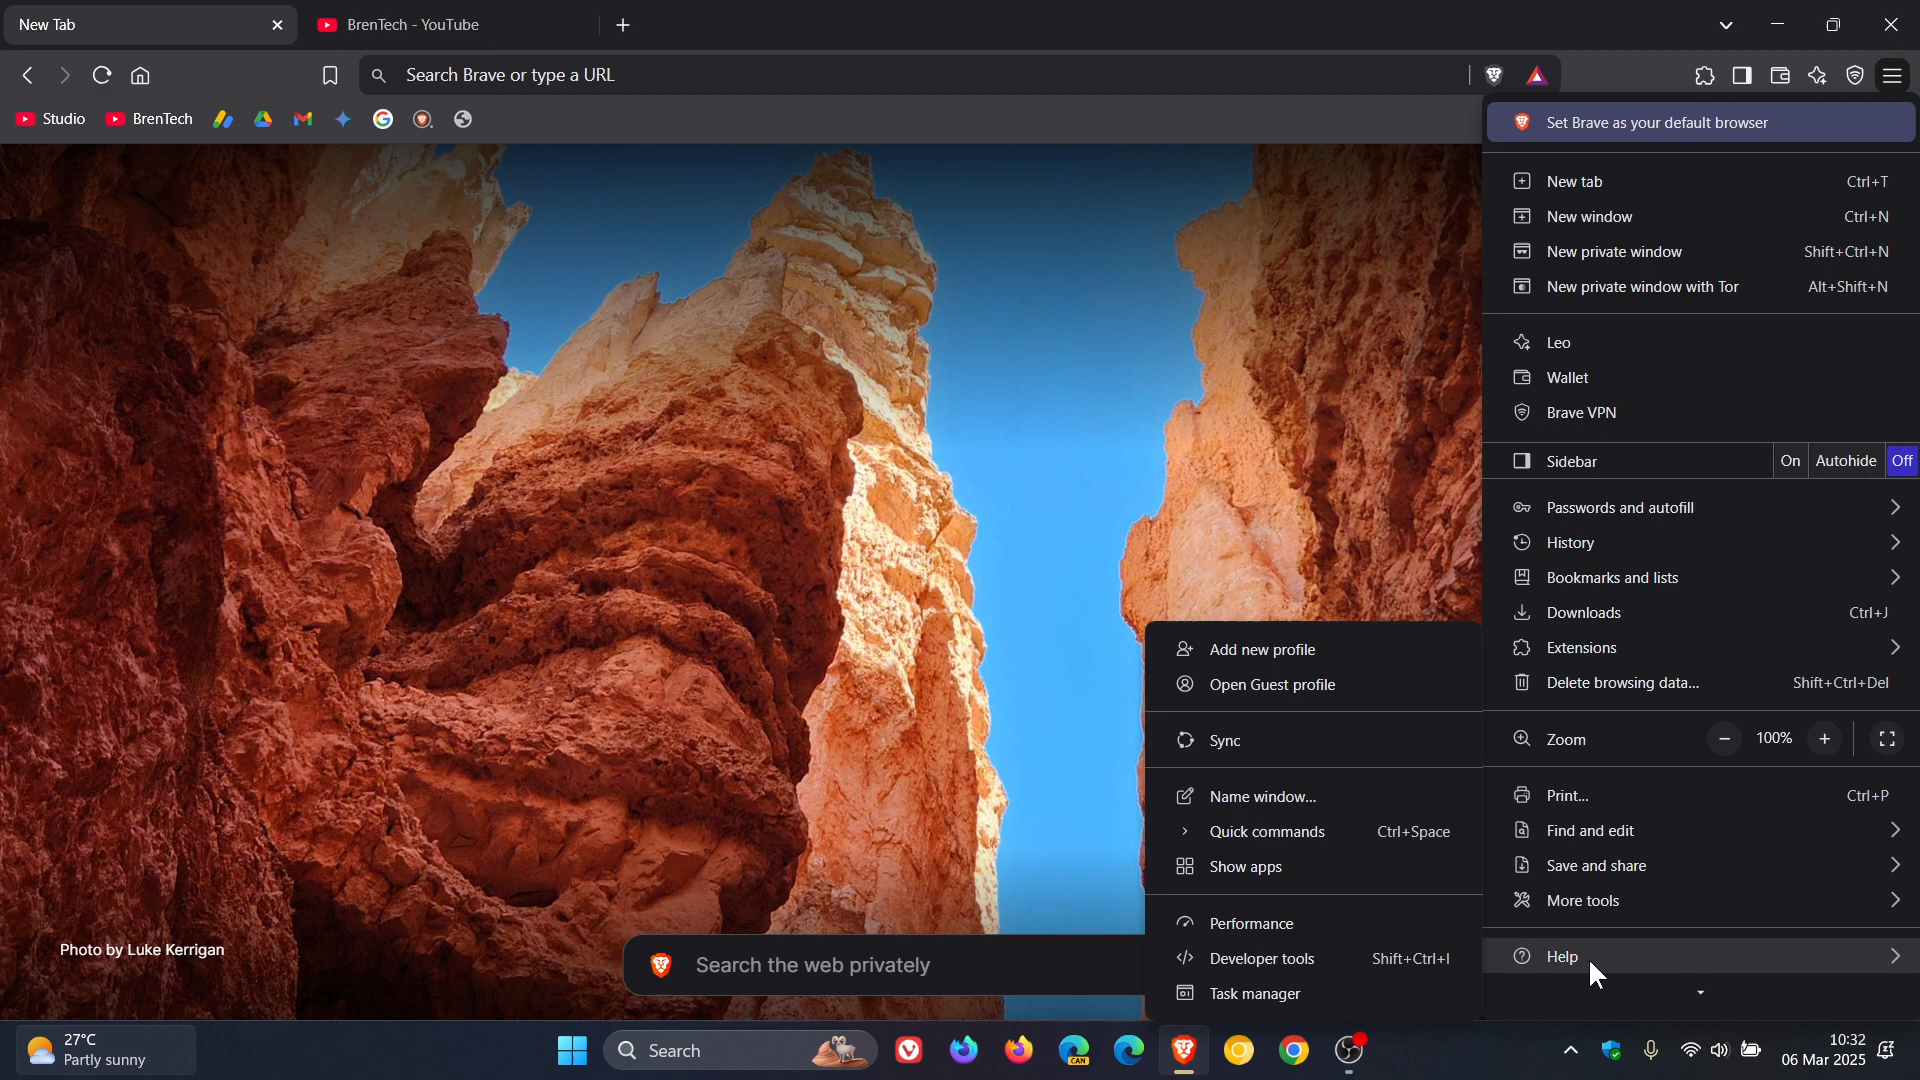 New Tab
BrenTech - YouTube
Search Brave or type a URL
Studio
BrenTech
Set Brave as your default browser
New tab Ctrl+T
New window Ctrl+N
New private window Shift+Ctrl+N
New private window with Tor Alt+Shift+N
Leo
Wallet
Brave VPN
Sidebar On Autohide Off
Passwords and autofill
History
Bookmarks and lists
Downloads Ctrl+J
Extensions
Delete browsing data... Shift+Ctrl+Del
Zoom 100%
Print... Ctrl+P
Find and edit
Save and share
More tools
Help
Add new profile
Open Guest profile
Sync
Name window...
Quick commands Ctrl+Space
Show apps
Performance
Developer tools Shift+Ctrl+I
Task manager
Photo by Luke Kerrigan
Search the web privately
27°C
Partly sunny
Search
CAN
10:32
06 Mar 2025